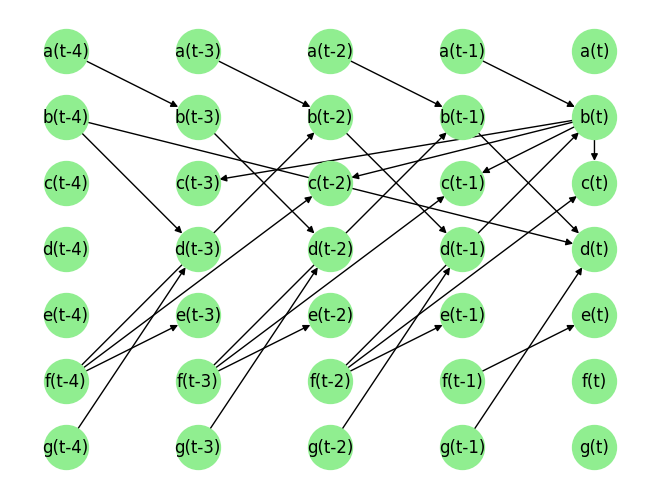 a(t-4) a(t-3) a(t-2) a(t-1) a(t)
b(t-4) b(t-3) b(t-2) b(t-1) b(t)
c(t-4) c(t-3) c(t-2) c(t-1) c(t)
d(t-4) d(t-3) d(t-2) d(t-1) d(t)
e(t-4) e(t-3) e(t-2) e(t-1) e(t)
f(t-4) f(t-3) f(t-2) f(t-1) f(t)
g(t-4) g(t-3) g(t-2) g(t-1) g(t)